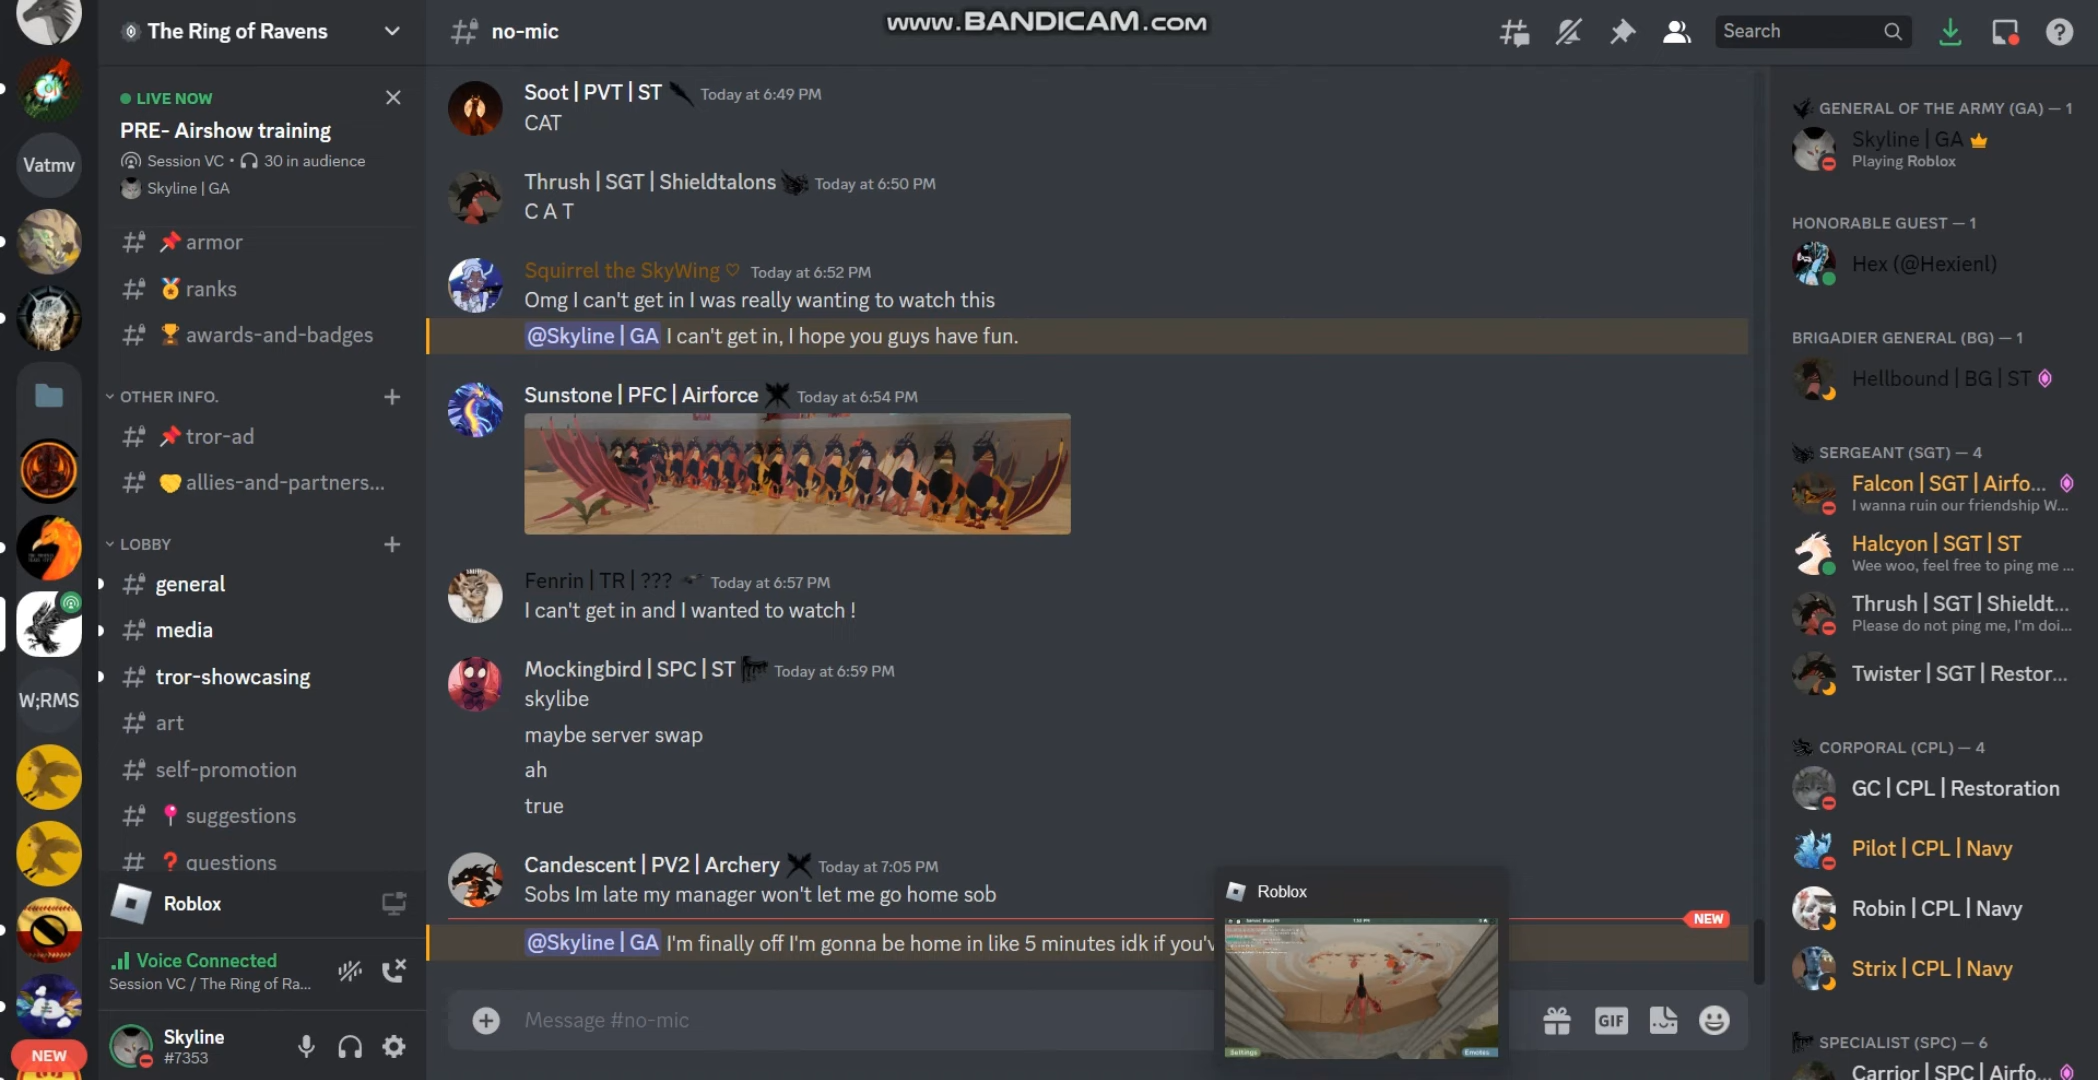 www.BANDICAM.com
Vatmv
W;RMS
NEW
The Ring of Ravens
LIVE NOW
PRE- Airshow training
Session VC • 30 in audience
Skyline | GA
armor
ranks
awards-and-badges
OTHER INFO.
tror-ad
allies-and-partners...
LOBBY
general
media
tror-showcasing
art
self-promotion
suggestions
questions
Roblox
Voice Connected
Session VC / The Ring of Ra...
Skyline
#7353
no-mic
Search
Soot | PVT | ST Today at 6:49 PM
CAT
Thrush | SGT | Shieldtalons Today at 6:50 PM
C A T
Squirrel the SkyWing ♡ Today at 6:52 PM
Omg I can't get in I was really wanting to watch this
@Skyline | GA I can't get in, I hope you guys have fun.
Sunstone | PFC | Airforce Today at 6:54 PM
Fenrin | TR | ??? Today at 6:57 PM
I can't get in and I wanted to watch !
Mockingbird | SPC | ST Today at 6:59 PM
skylibe
maybe server swap
ah
true
Candescent | PV2 | Archery Today at 7:05 PM
Sobs Im late my manager won't let me go home sob
NEW
@Skyline | GA I'm finally off I'm gonna be home in like 5 minutes idk if you'v
Roblox
Settings
Emotes
Message #no-mic
GIF
GENERAL OF THE ARMY (GA) — 1
Skyline | GA
Playing Roblox
HONORABLE GUEST — 1
Hex (@Hexienl)
BRIGADIER GENERAL (BG) — 1
Hellbound | BG | ST
SERGEANT (SGT) — 4
Falcon | SGT | Airfo...
I wanna ruin our friendship W...
Halcyon | SGT | ST
Wee woo, feel free to ping me ...
Thrush | SGT | Shieldt...
Please do not ping me, I'm doi...
Twister | SGT | Restor...
CORPORAL (CPL) — 4
GC | CPL | Restoration
Pilot | CPL | Navy
Robin | CPL | Navy
Strix | CPL | Navy
SPECIALIST (SPC) — 6
Carrior | SPC | Airfo...